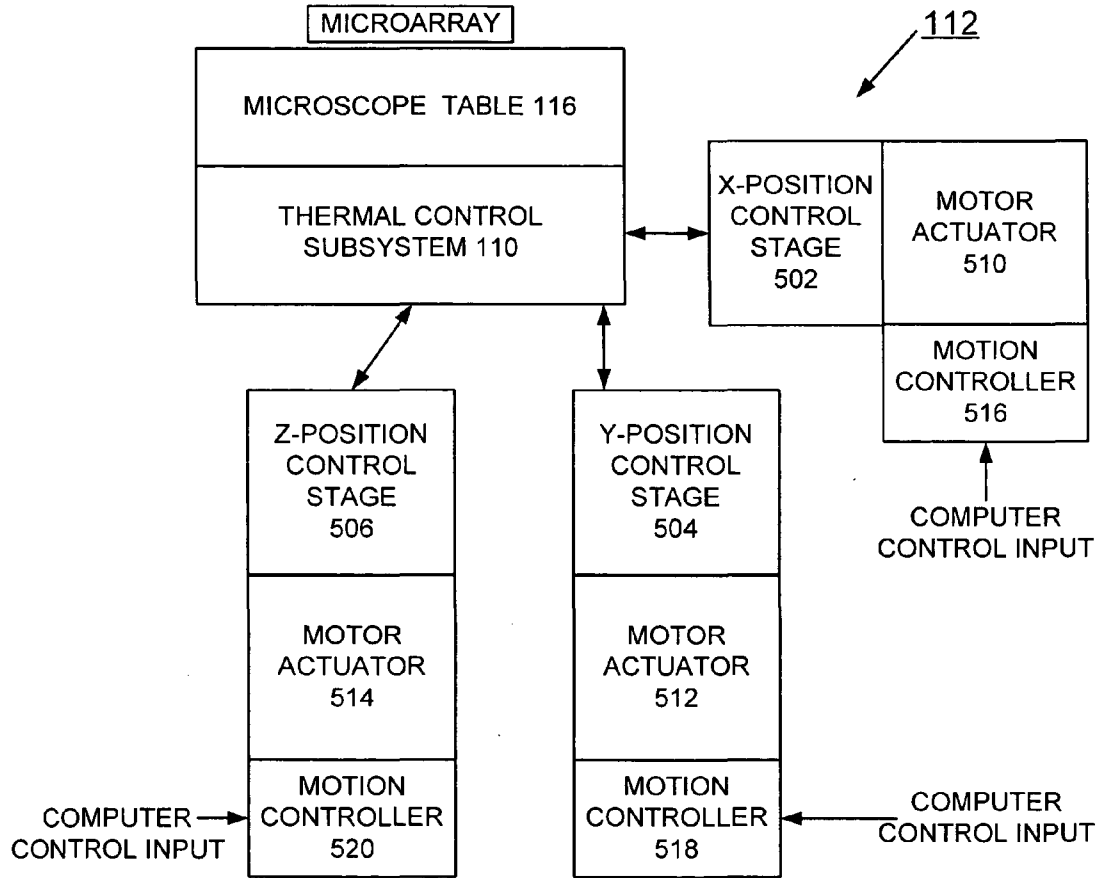 MICROARRAY
112
MICROSCOPE TABLE 116
THERMAL CONTROL
SUBSYSTEM 110
X-POSITION
CONTROL
STAGE
502
MOTOR
ACTUATOR
510
MOTION
CONTROLLER
516
COMPUTER
CONTROL INPUT
Z-POSITION
CONTROL
STAGE
506
Y-POSITION
CONTROL
STAGE
504
MOTOR
ACTUATOR
514
MOTOR
ACTUATOR
512
COMPUTER
CONTROL INPUT
MOTION
CONTROLLER
520
MOTION
CONTROLLER
518
COMPUTER
CONTROL INPUT